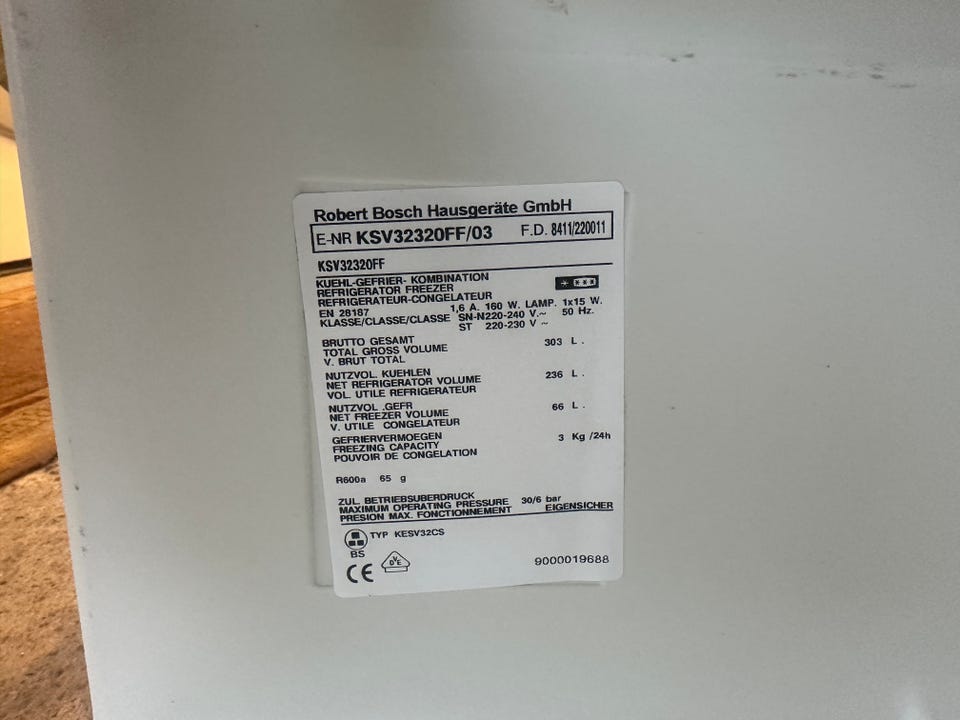 Robert Bosch Hausgeräte GmbH
E-NR KSV32320FF/03 F.D. 8411/220011
KSV32320FF
KUEHL-GEFRIER- KOMBINATION
REFRIGERATOR FREEZER
REFRIGERATEUR-CONGELATEUR
EN 28187 1,6 A. 160 W. LAMP. 1x15 W.
KLASSE/CLASSE/CLASSE SN-N220-240 V.~ 50 Hz.
ST 220-230 V ~
BRUTTO GESAMT
TOTAL GROSS VOLUME 303 L.
V. BRUT TOTAL
NUTZVOL. KUEHLEN
NET REFRIGERATOR VOLUME 236 L.
VOL. UTILE REFRIGERATEUR
NUTZVOL .GEFR
NET FREEZER VOLUME 66 L.
V. UTILE CONGELATEUR
GEFRIERVERMOEGEN
FREEZING CAPACITY 3 Kg /24h
POUVOIR DE CONGELATION
R600a 65 g
ZUL. BETRIEBSUBERDRUCK
MAXIMUM OPERATING PRESSURE 30/6 bar
PRESION MAX. FONCTIONNEMENT EIGENSICHER
TYP KESV32CS
BS
VDE
CE
9000019688